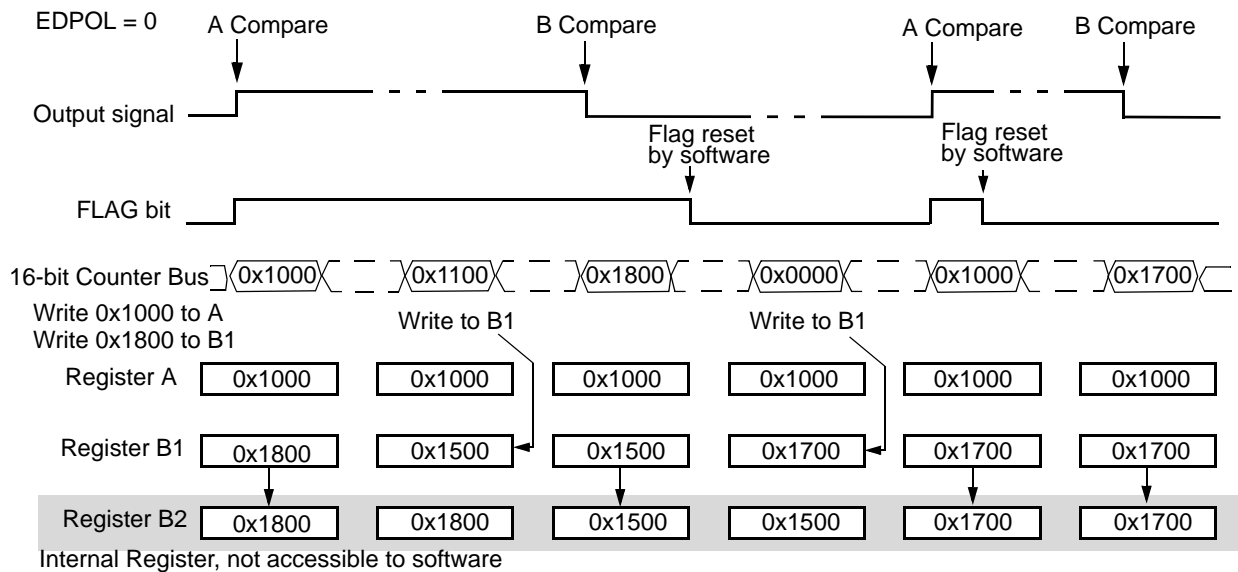 EDPOL = 0
A Compare
B Compare
A Compare
B Compare
Output signal
Flag reset
by software
Flag reset
by software
FLAG bit
16-bit Counter Bus
0x1000
0x1100
0x1800
0x0000
0x1000
0x1700
Write 0x1000 to A
Write 0x1800 to B1
Write to B1
Write to B1
Register A
0x1000
0x1000
0x1000
0x1000
0x1000
0x1000
Register B1
0x1800
0x1500
0x1500
0x1700
0x1700
0x1700
Register B2
0x1800
0x1800
0x1500
0x1500
0x1700
0x1700
Internal Register, not accessible to software